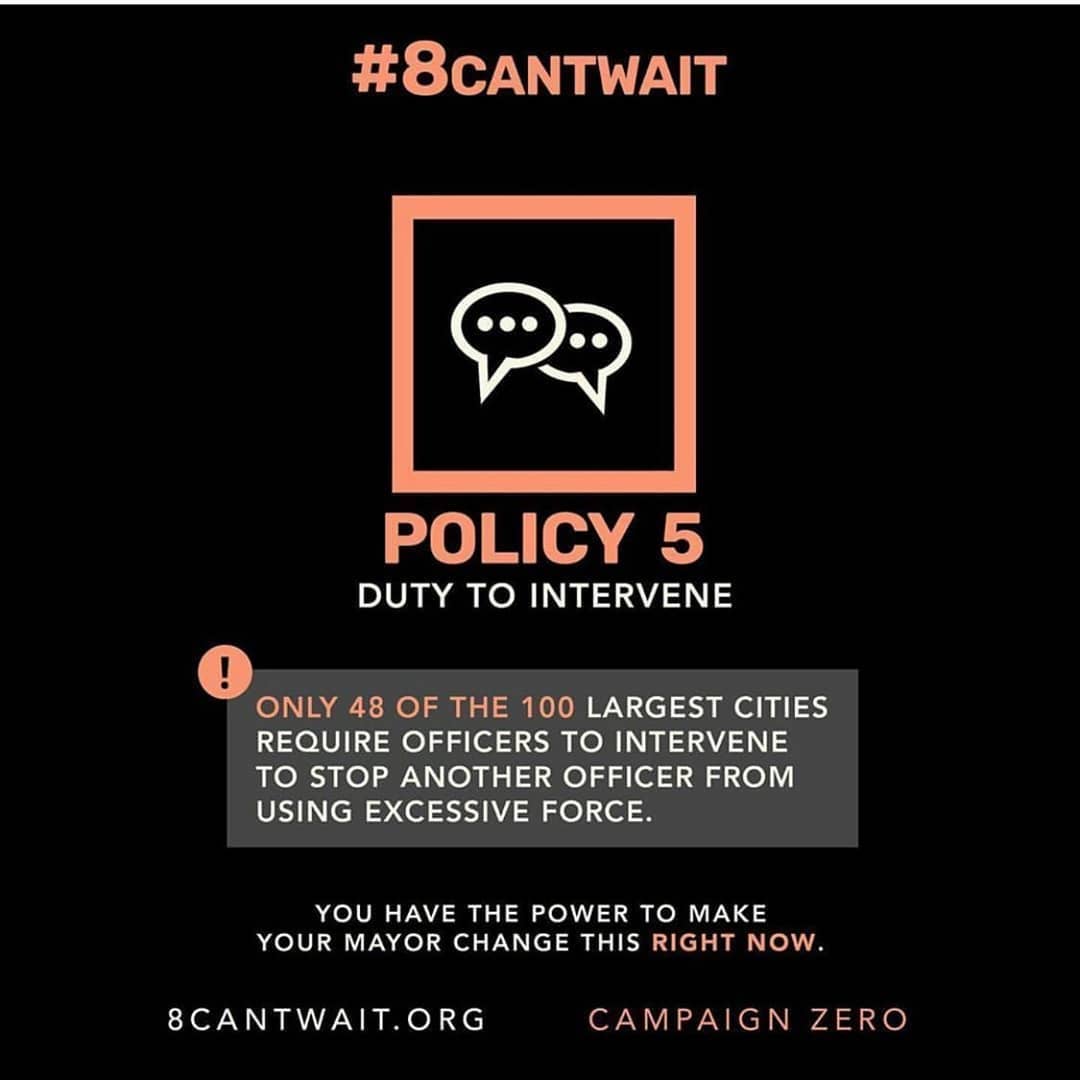 #8CANTWAIT
POLICY 5
DUTY TO INTERVENE
!
ONLY 48 OF THE 100 LARGEST CITIES
REQUIRE OFFICERS TO INTERVENE
TO STOP ANOTHER OFFICER FROM
USING EXCESSIVE FORCE.
YOU HAVE THE POWER TO MAKE
YOUR MAYOR CHANGE THIS RIGHT NOW.
8CANTWAIT.ORG CAMPAIGN ZERO